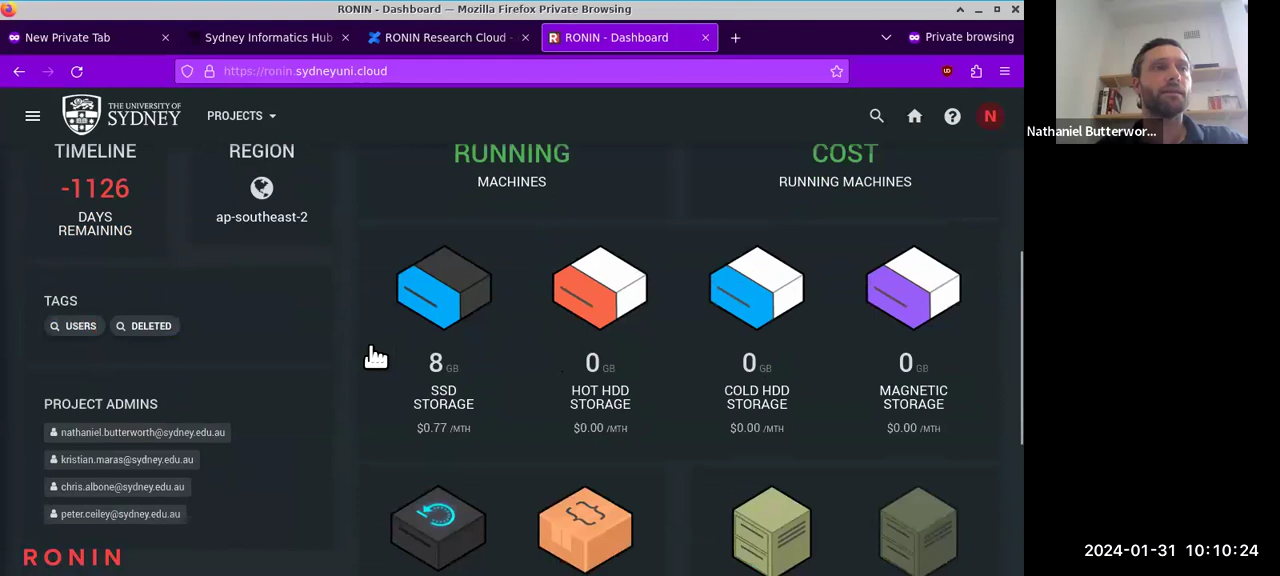 RONIN - Dashboard — Mozilla Firefox Private Browsing
New Private Tab
Sydney Informatics Hub
RONIN Research Cloud -
RONIN - Dashboard
Private browsing
https://ronin.sydneyuni.cloud
THE UNIVERSITY OF
SYDNEY
PROJECTS
N
Nathaniel Butterwor...
TIMELINE
-1126
DAYS
REMAINING
REGION
ap-southeast-2
RUNNING
MACHINES
COST
RUNNING MACHINES
TAGS
USERS
DELETED
8 GB
SSD
STORAGE
$0.77 /MTH
0 GB
HOT HDD
STORAGE
$0.00 /MTH
0 GB
COLD HDD
STORAGE
$0.00 /MTH
0 GB
MAGNETIC
STORAGE
$0.00 /MTH
PROJECT ADMINS
nathaniel.butterworth@sydney.edu.au
kristian.maras@sydney.edu.au
chris.albone@sydney.edu.au
peter.ceiley@sydney.edu.au
RONIN
2024-01-31 10:10:24